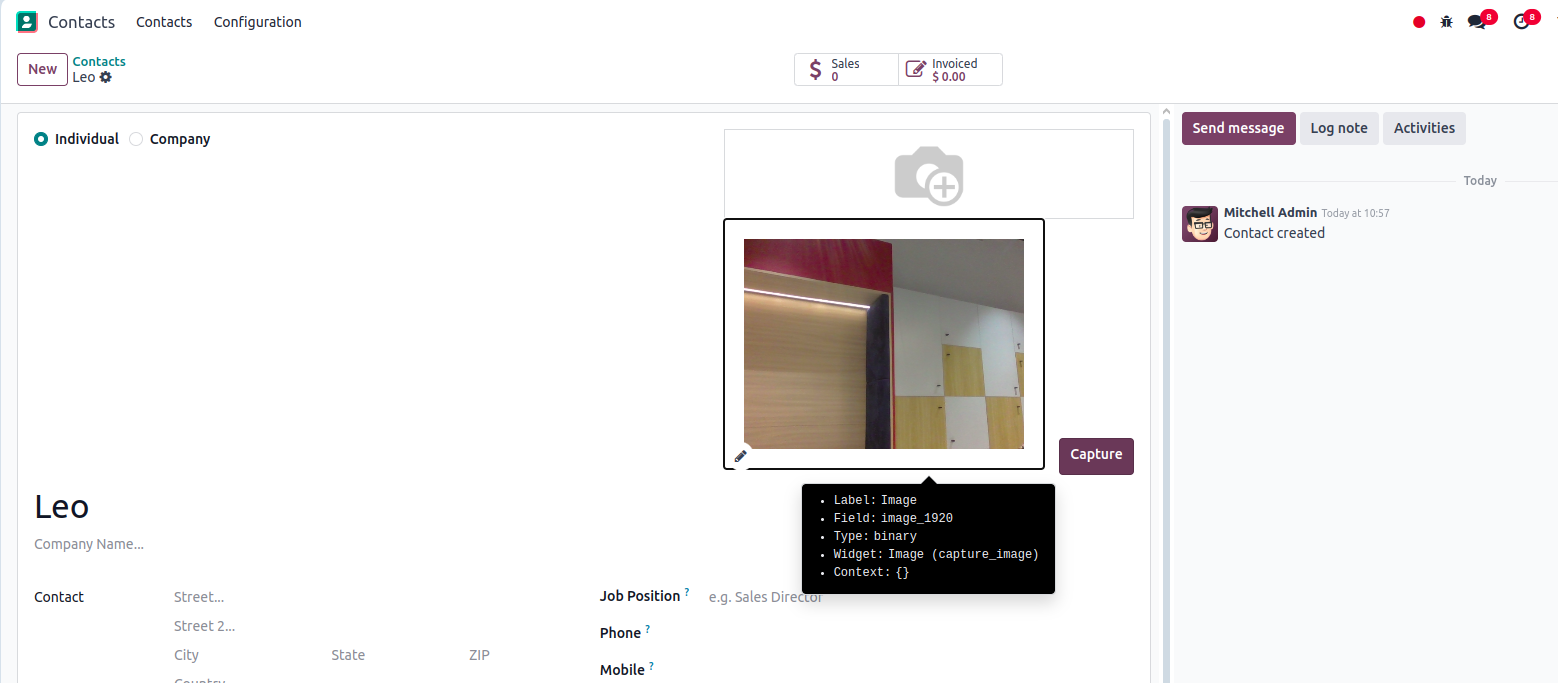 Contacts Contacts Configuration 8 8
New Contacts
Leo
Sales
0
Invoiced
$ 0.00
Individual Company
Send message Log note Activities
Today
Mitchell Admin Today at 10:57
Contact created
Capture
Leo
Company Name...
Label: Image
Field: image_1920
Type: binary
Widget: Image (capture_image)
Context: {}
Contact
Street...
Street 2...
City State ZIP
Country
Job Position ? e.g. Sales Director
Phone ?
Mobile ?